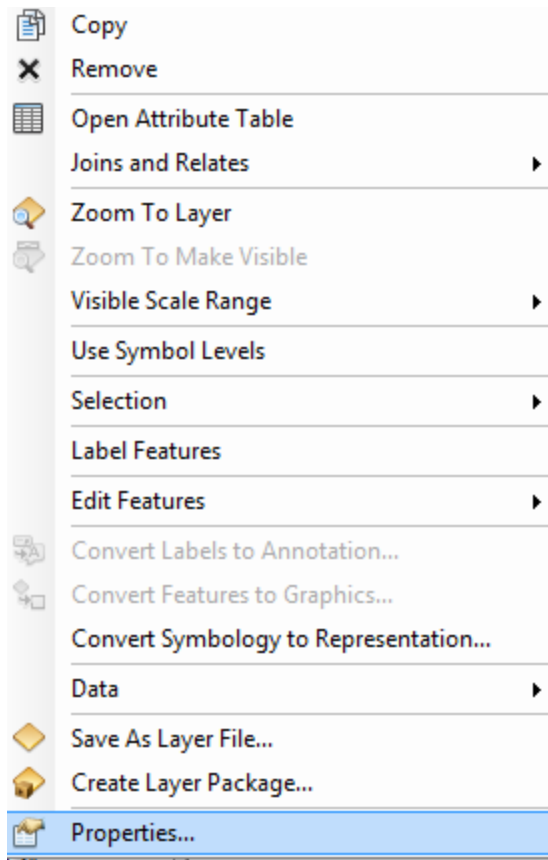 Copy
Remove
Open Attribute Table
Joins and Relates
Zoom To Layer
Zoom To Make Visible
Visible Scale Range
Use Symbol Levels
Selection
Label Features
Edit Features
Convert Labels to Annotation...
Convert Features to Graphics...
Convert Symbology to Representation...
Data
Save As Layer File...
Create Layer Package...
Properties...